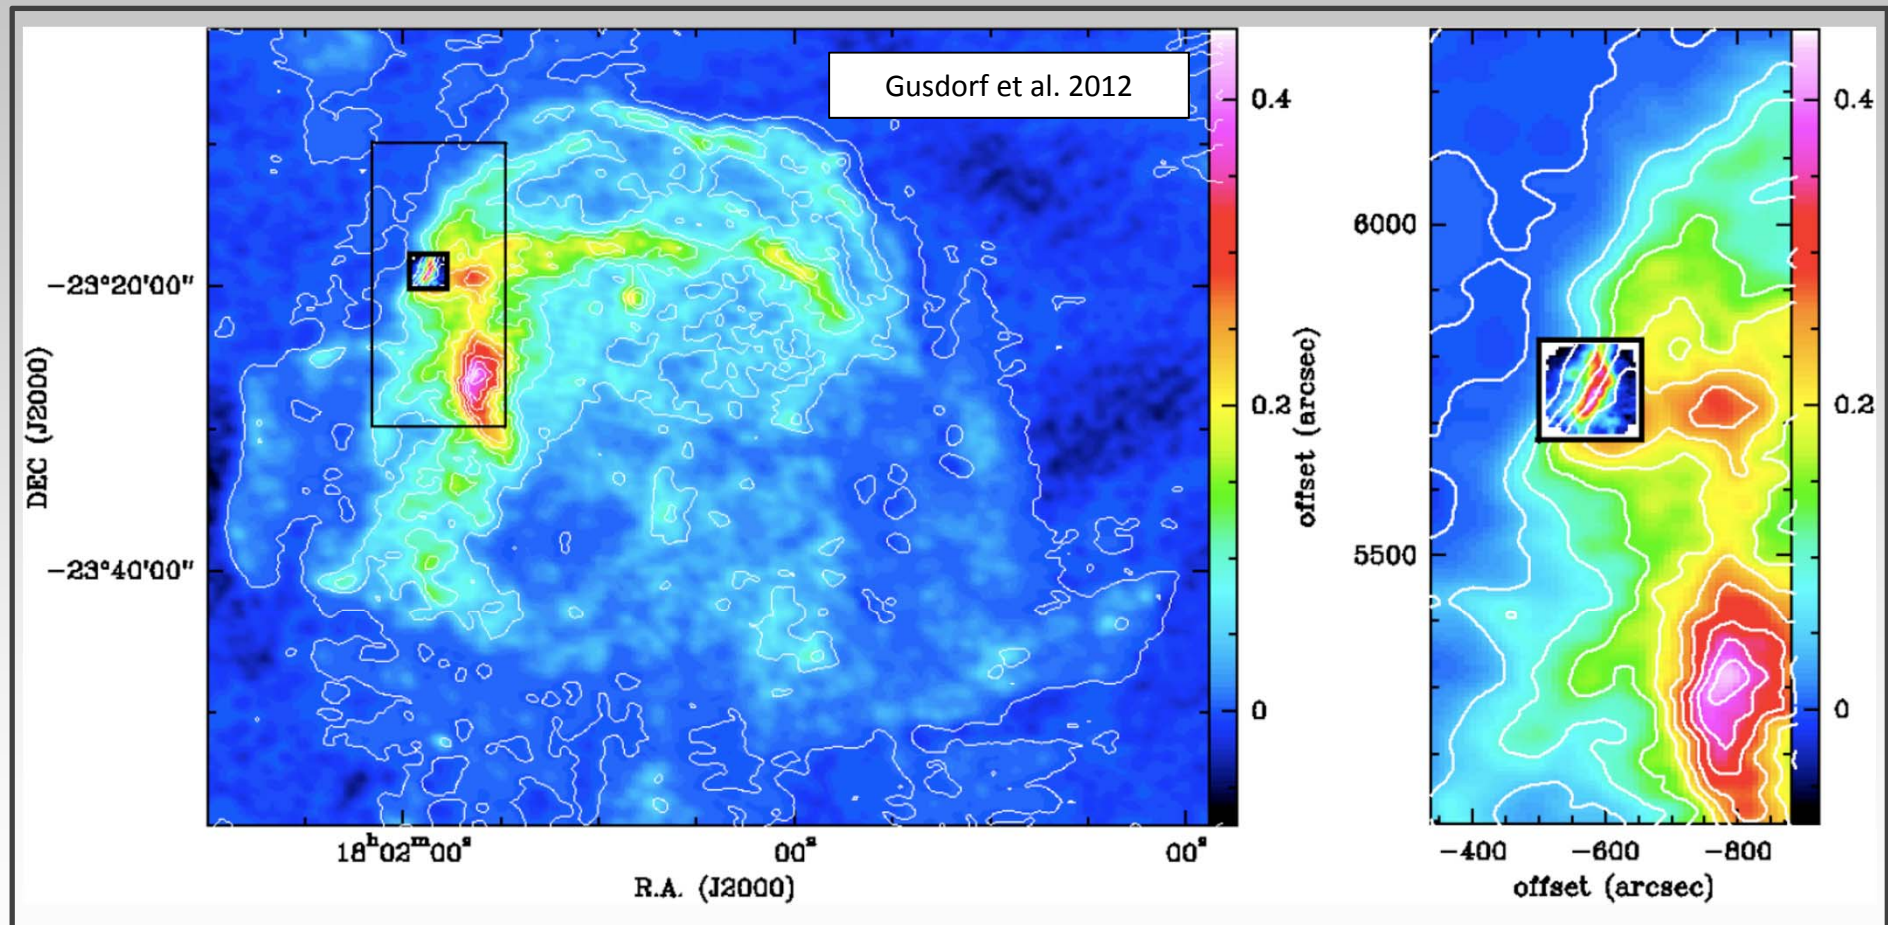 Gusdorf et al. 2012
0.4
0.2
0
-23°20'00"
-23°40'00"
DEC (J2000)
18h02m00s
00s
00s
R.A. (J2000)
6000
5500
offset (arcsec)
-400
-600
-800
offset (arcsec)
0.4
0.2
0